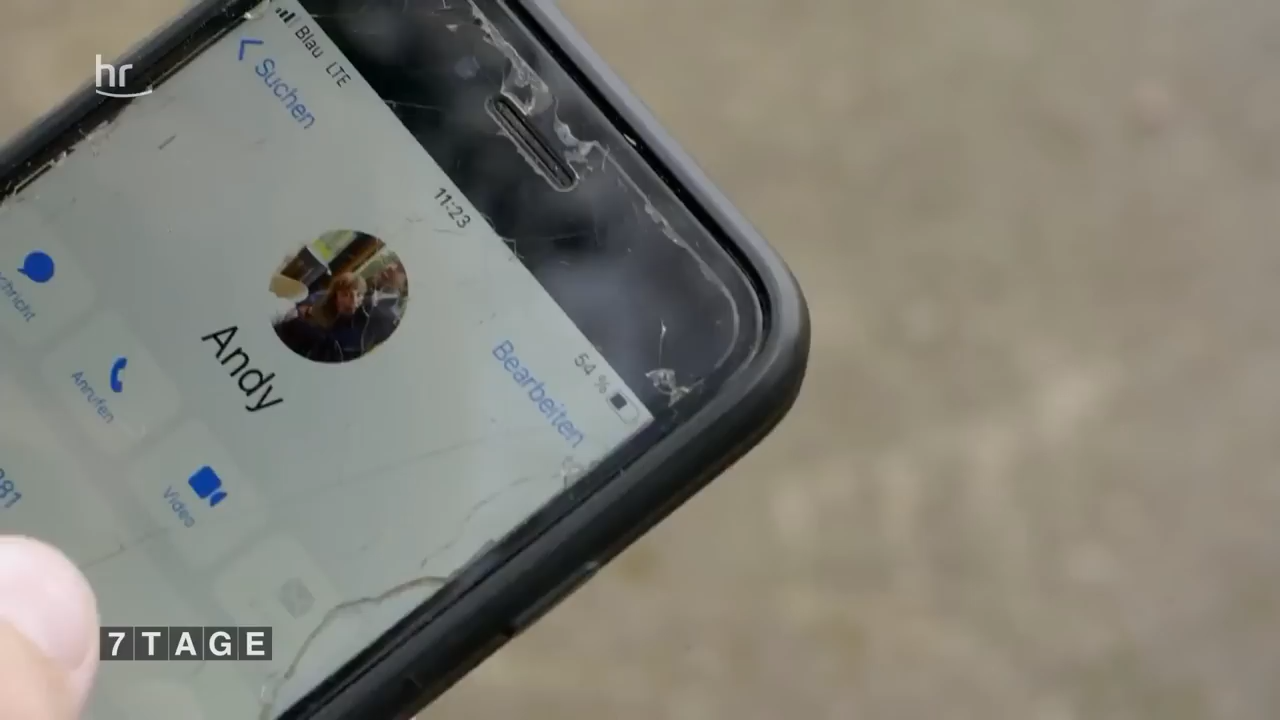 hr
Blau LTE
Suchen
11:23
54 %
Bearbeiten
Andy
Anrufen
Video
7TAGE